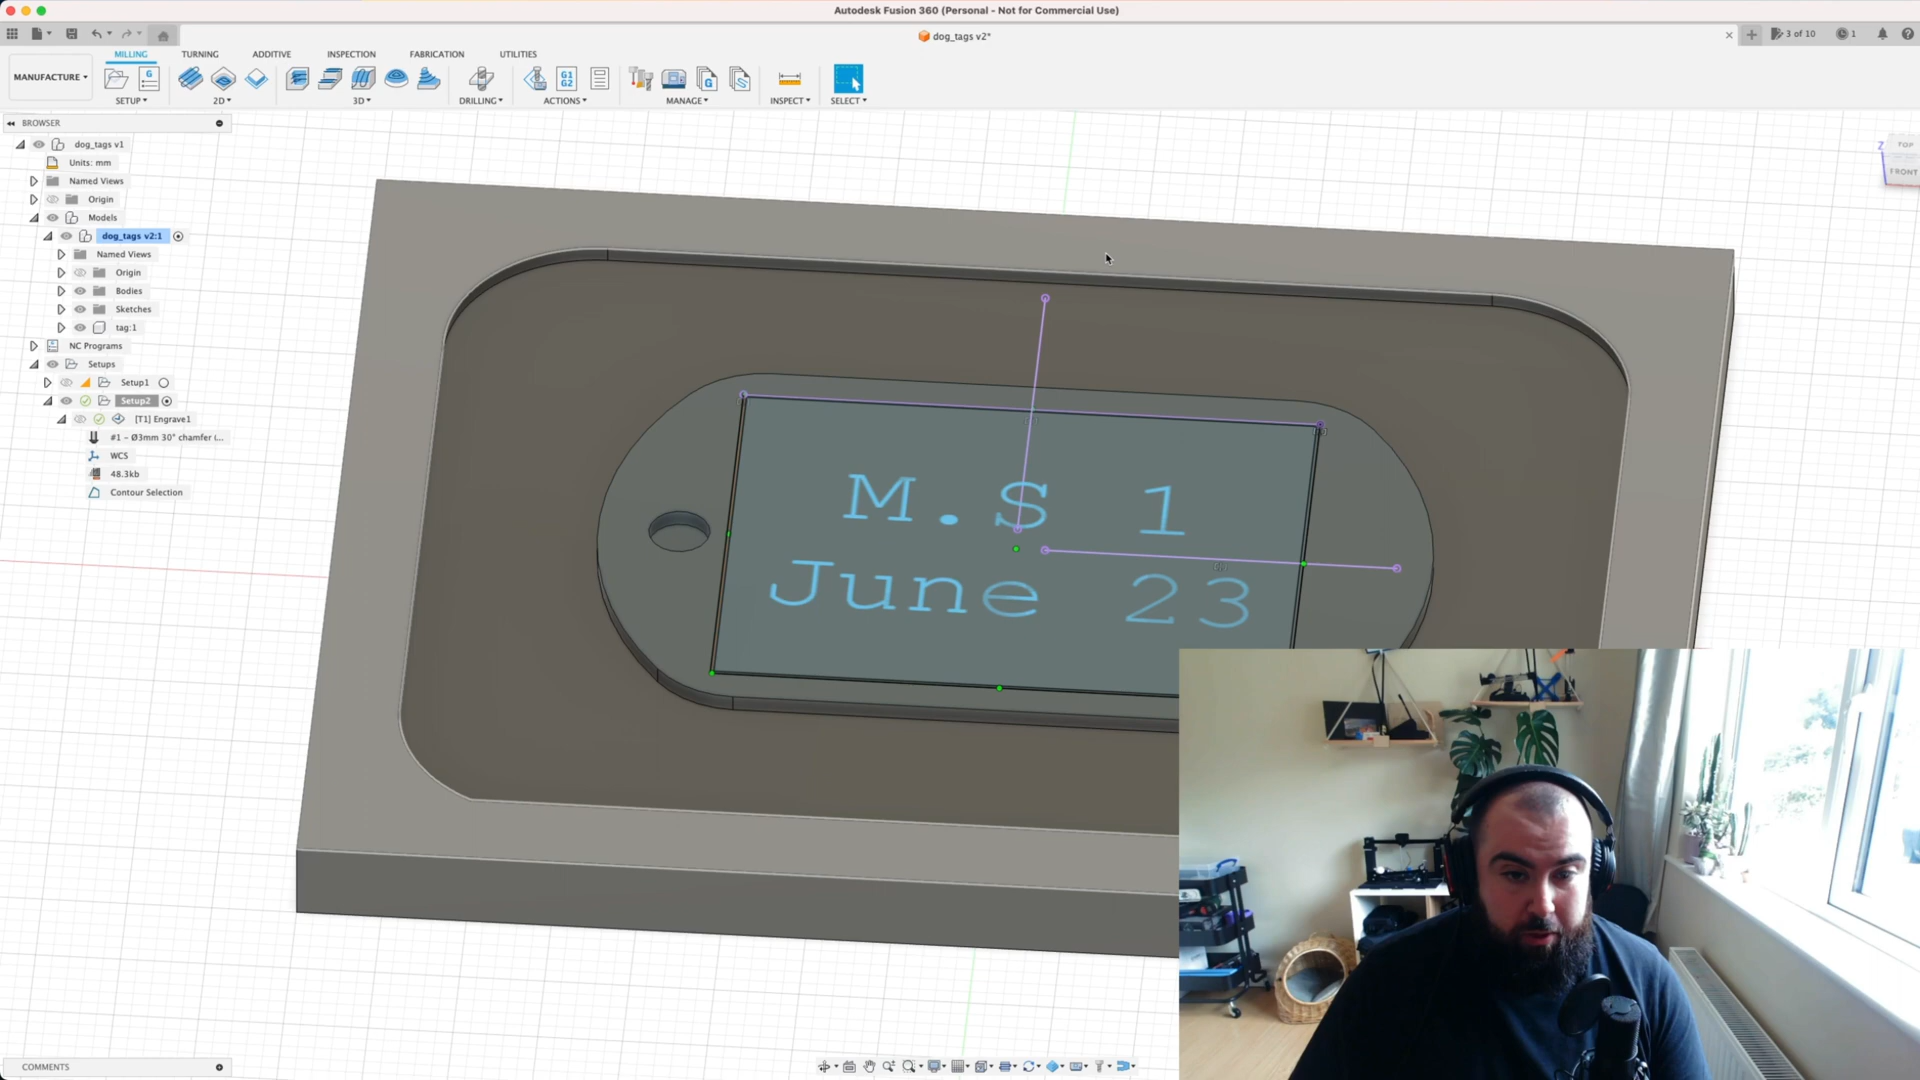 Autodesk Fusion 360 (Personal - Not for Commercial Use)
dog_tags v2*
3 of 10
1
MILLING
TURNING
ADDITIVE
INSPECTION
FABRICATION
UTILITIES
MANUFACTURE
G
G1
G2
G
SETUP
2D
3D
DRILLING
ACTIONS
MANAGE
INSPECT
SELECT
BROWSER
dog_tags v1
Units: mm
Named Views
Origin
Models
dog_tags v2:1
Named Views
Origin
Bodies
Sketches
tag:1
NC Programs
Setups
Setup1
Setup2
[T1] Engrave1
#1 - Ø3mm 30° chamfer (...
WCS
48.3kb
Contour Selection
Z
TOP
FRONT
M.S 1
June 23
COMMENTS